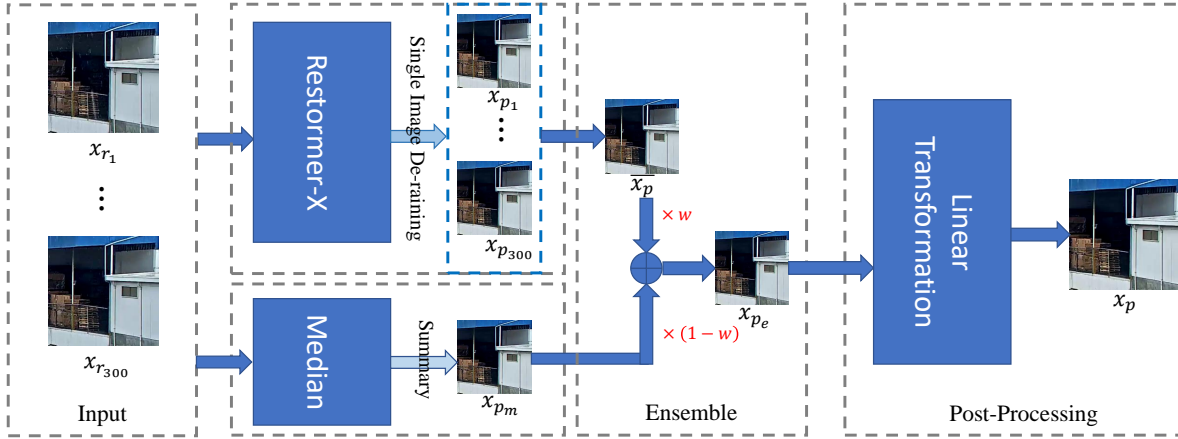 x_{r_1}
...
x_{r_{300}}
Input
Restormer-X
Single Image De-raining
x_{p_1}
...
x_{p_{300}}
Median
Summary
x_{p_m}
\overline{x_p}
× w
× (1 − w)
x_{p_e}
Ensemble
Linear
Transformation
x_p
Post-Processing